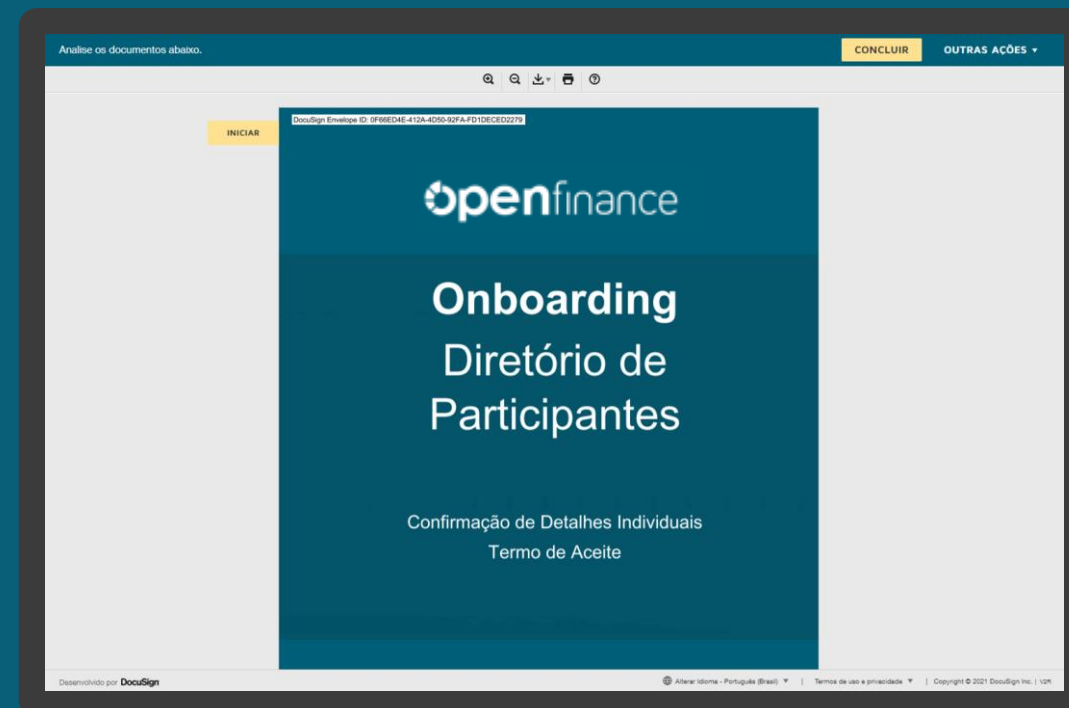 Analise os documentos abaixo.
CONCLUIR
OUTRAS AÇÕES
INICIAR
DocuSign Envelope ID: 0F66ED4E-412A-4D50-92FA-FD1DECED2279
openfinance
Onboarding
Diretório de
Participantes
Confirmação de Detalhes Individuais
Termo de Aceite
Desenvolvido por DocuSign
Alterar Idioma - Português (Brasil)
Termos de uso e privacidade
Copyright © 2021 DocuSign Inc. | V2R